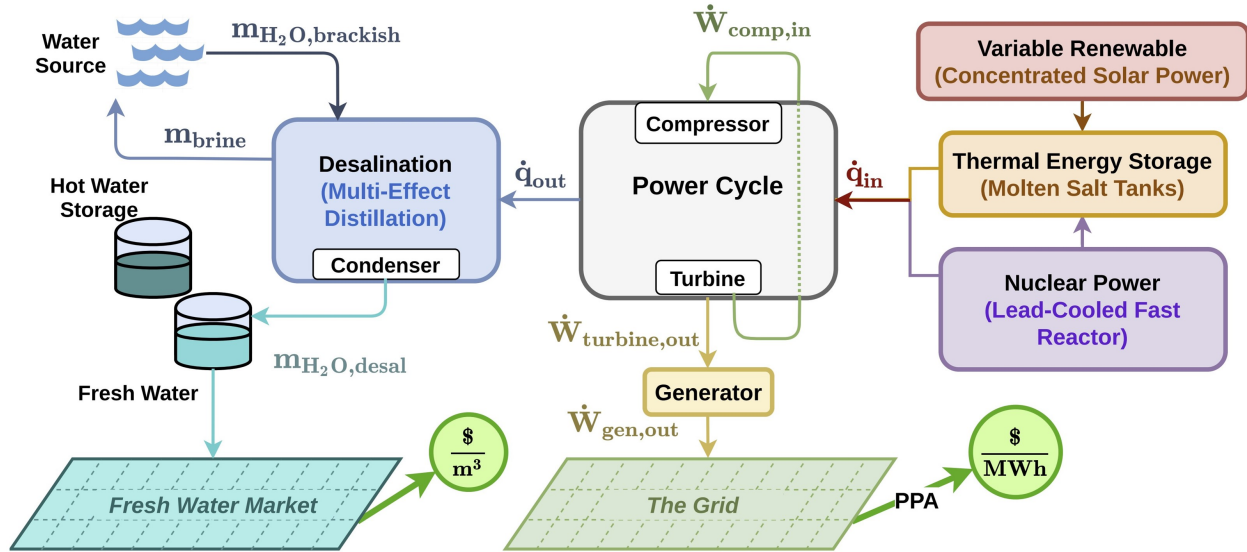 Water
Source
m_H₂O,brackish
Ẇ_comp,in
Variable Renewable
(Concentrated Solar Power)
Compressor
m_brine
Desalination
(Multi-Effect
Distillation)
q̇_out
Power Cycle
q̇_in
Thermal Energy Storage
(Molten Salt Tanks)
Hot Water
Storage
Condenser
Turbine
Nuclear Power
(Lead-Cooled Fast
Reactor)
Ẇ_turbine,out
m_H₂O,desal
Fresh Water
Generator
Ẇ_gen,out
$
m³
$
MWh
Fresh Water Market
The Grid
PPA